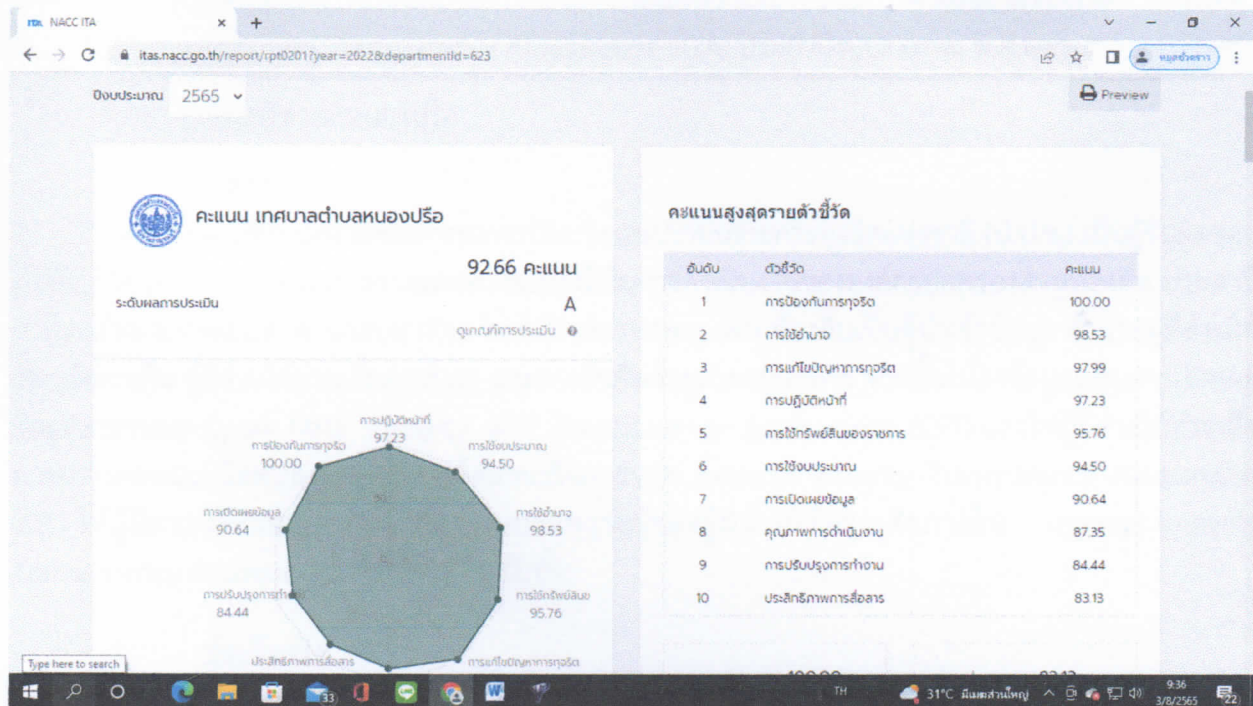 ITA NACC ITA
itas.nacc.go.th/report/rpt0201?year=2022&departmentId=623
ปีงบประมาณ 2565
Preview
คะแนน เทศบาลตำบลหนองปรือ
92.66 คะแนน
ระดับผลการประเมิน
A
ดูเกณฑ์การประเมิน
การปฏิบัติหน้าที่
97.23
การใช้งบประมาณ
94.50
การใช้อำนาจ
98.53
การใช้ทรัพย์สินข
95.76
การแก้ไขปัญหาการทุจริต
ประสิทธิภาพการสื่อสาร
การปรับปรุงการทำ
84.44
การเปิดเผยข้อมูล
90.64
การป้องกันการทุจริต
100.00
คะแนนสูงสุดรายตัวชี้วัด
อันดับ ตัวชี้วัด คะแนน
1 การป้องกันการทุจริต 100.00
2 การใช้อำนาจ 98.53
3 การแก้ไขปัญหาการทุจริต 97.99
4 การปฏิบัติหน้าที่ 97.23
5 การใช้ทรัพย์สินของราชการ 95.76
6 การใช้งบประมาณ 94.50
7 การเปิดเผยข้อมูล 90.64
8 คุณภาพการดำเนินงาน 87.35
9 การปรับปรุงการทำงาน 84.44
10 ประสิทธิภาพการสื่อสาร 83.13
Type here to search
33
TH
31°C มีแดดส่วนใหญ่
9:36
3/8/2565
22